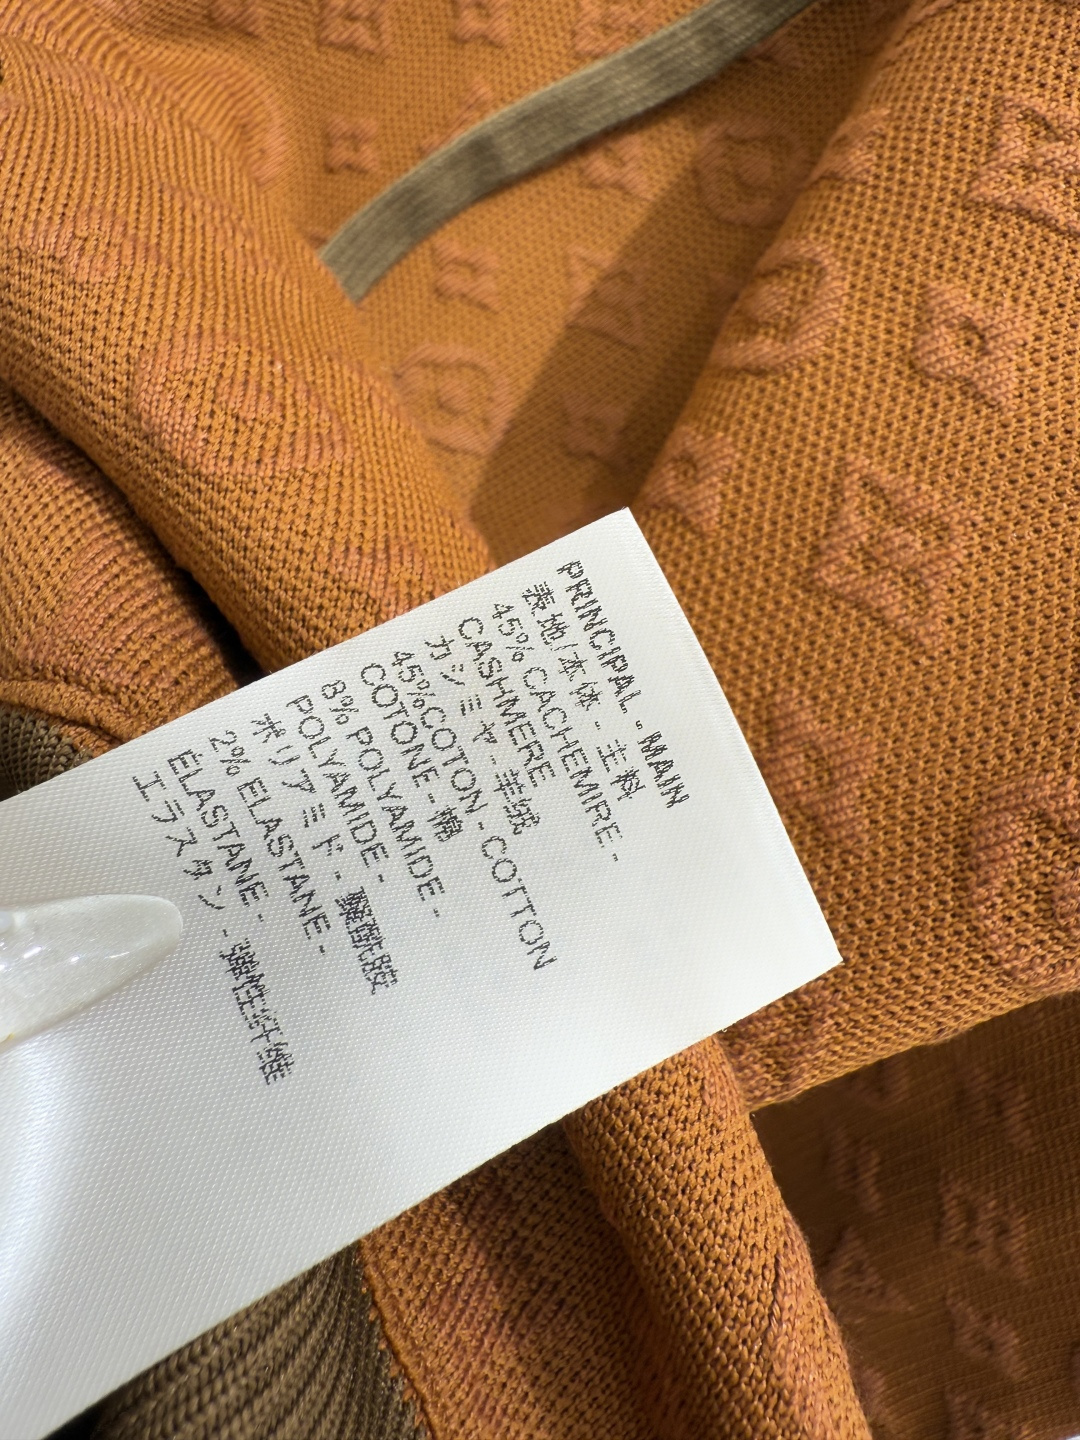 PRINCIPAL - MAIN
表地/本体 - 主料
45% CACHEMIRE -
CASHMERE
カシミヤ - 羊绒
45%COTON - COTTON
COTONE - 棉
8% POLYAMIDE -
POLYAMIDE -
ポリアミド - 聚酰胺
2% ELASTANE -
ÉLASTANE -
エラスタン - 弹性纤维